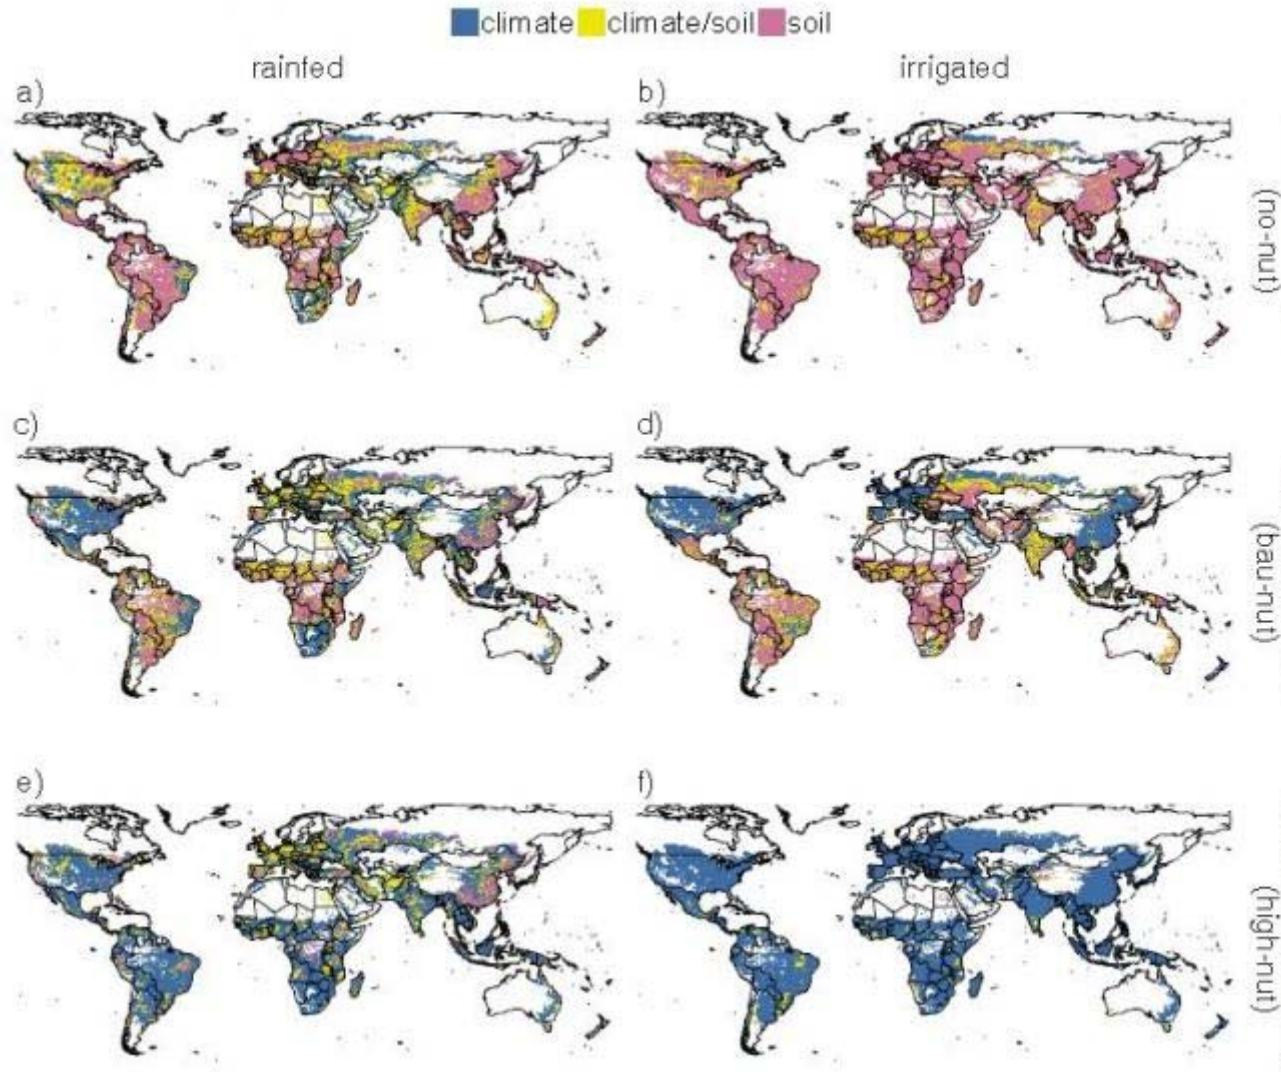 climate climate/soil soil
rainfed irrigated
a) b)
(no-nut)
c) d)
(bau-nut)
e) f)
(high-nut)